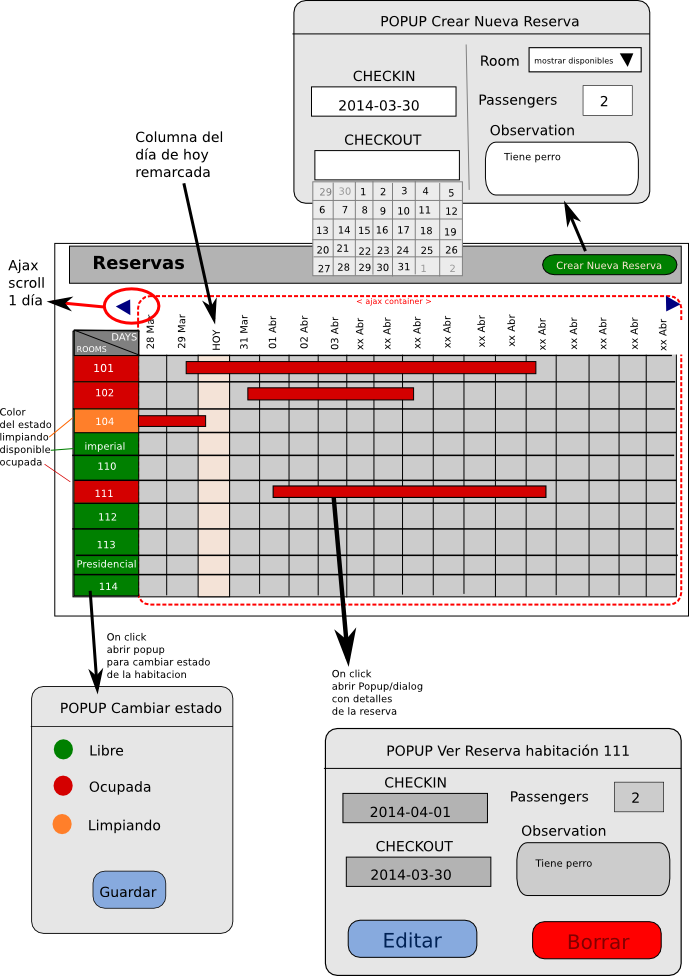 POPUP Crear Nueva Reserva
CHECKIN
2014-03-30
CHECKOUT
Room
mostrar disponibles
Passengers
2
Observation
Tiene perro
29 30 1 2 3 4 5
6 7 8 9 10 11 12
13 14 15 16 17 18 19
20 21 22 23 24 25 26
27 28 29 30 31 1 2
Columna del
día de hoy
remarcada
Ajax
scroll
1 día
Reservas
Crear Nueva Reserva
< ajax container >
DAYS
ROOMS
28 Mar
29 Mar
HOY
31 Mar
01 Abr
02 Abr
03 Abr
xx Abr
xx Abr
xx Abr
xx Abr
xx Abr
xx Abr
xx Abr
xx Abr
xx Abr
xx Abr
101
102
104
imperial
110
111
112
113
Presidencial
114
Color
del estado
limpiando
disponible
ocupada
On click
abrir popup
para cambiar estado
de la habitacion
On click
abrir Popup/dialog
con detalles
de la reserva
POPUP Cambiar estado
Libre
Ocupada
Limpiando
Guardar
POPUP Ver Reserva habitación 111
CHECKIN
2014-04-01
CHECKOUT
2014-03-30
Passengers
2
Observation
Tiene perro
Editar
Borrar